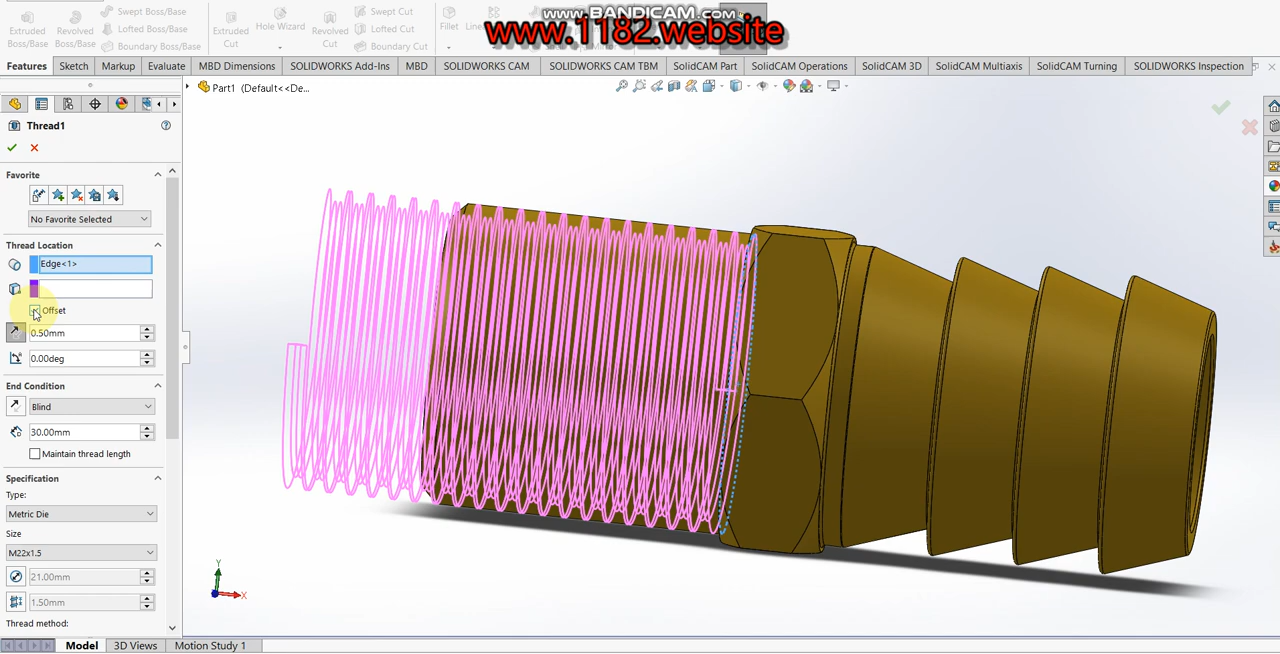 www.BANDICAM.com
www.1182.website
Extruded Boss/Base
Revolved Boss/Base
Swept Boss/Base
Lofted Boss/Base
Boundary Boss/Base
Extruded Cut
Hole Wizard
Revolved Cut
Swept Cut
Lofted Cut
Boundary Cut
Fillet
Features
Sketch
Markup
Evaluate
MBD Dimensions
SOLIDWORKS Add-Ins
MBD
SOLIDWORKS CAM
SOLIDWORKS CAM TBM
SolidCAM Part
SolidCAM Operations
SolidCAM 3D
SolidCAM Multiaxis
SolidCAM Turning
SOLIDWORKS Inspection
Part1 (Default<<De...
Thread1
Favorite
No Favorite Selected
Thread Location
Edge<1>
Offset
0.50mm
0.00deg
End Condition
Blind
30.00mm
Maintain thread length
Specification
Type:
Metric Die
Size
M22x1.5
21.00mm
1.50mm
Thread method:
Y
X
Model
3D Views
Motion Study 1